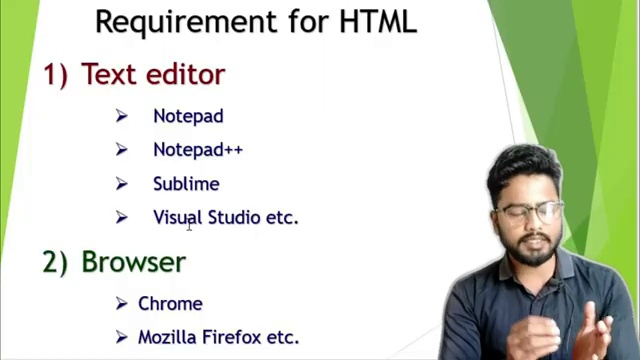 Requirement for HTML
1) Text editor
➢ Notepad
➢ Notepad++
➢ Sublime
➢ Visual Studio etc.
2) Browser
➢ Chrome
➢ Mozilla Firefox etc.